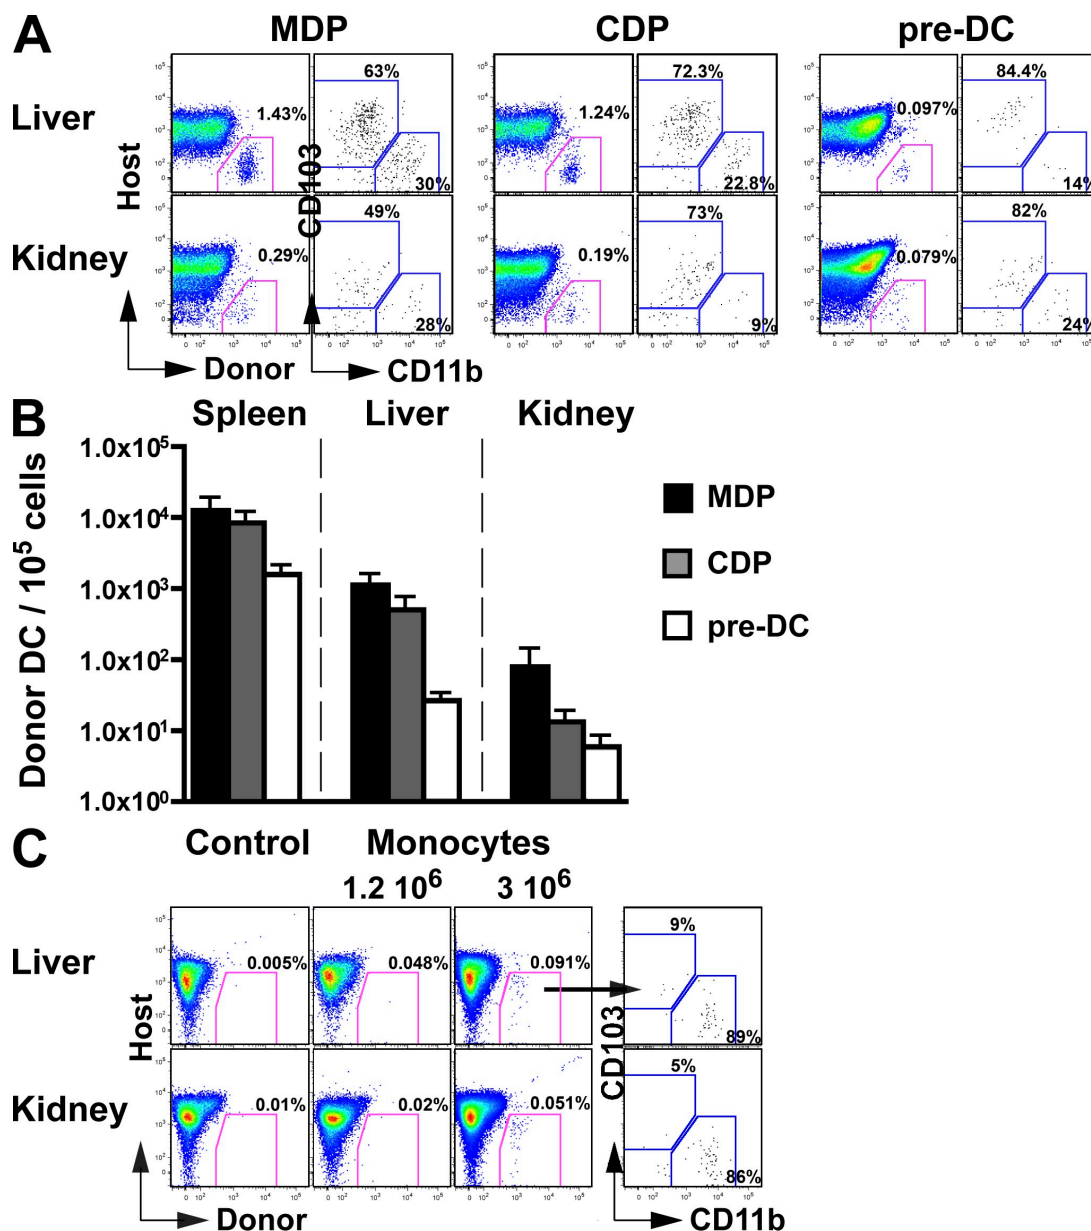 A
MDP CDP pre-DC
Liver
Host
CD103
1.43% 63% 30%
1.24% 72.3% 22.8%
0.097% 84.4% 14%
Kidney
0.29% 49% 28%
0.19% 73% 9%
0.079% 82% 24%
Donor CD11b
B
Spleen Liver Kidney
Donor DC / 10⁵ cells
1.0x10⁵
1.0x10⁴
1.0x10³
1.0x10²
1.0x10¹
1.0x10⁰
MDP
CDP
pre-DC
C
Control Monocytes
1.2 10⁶ 3 10⁶
Liver
Host
CD103
0.005% 0.048% 0.091% 9% 89%
Kidney
0.01% 0.02% 0.051% 5% 86%
Donor CD11b